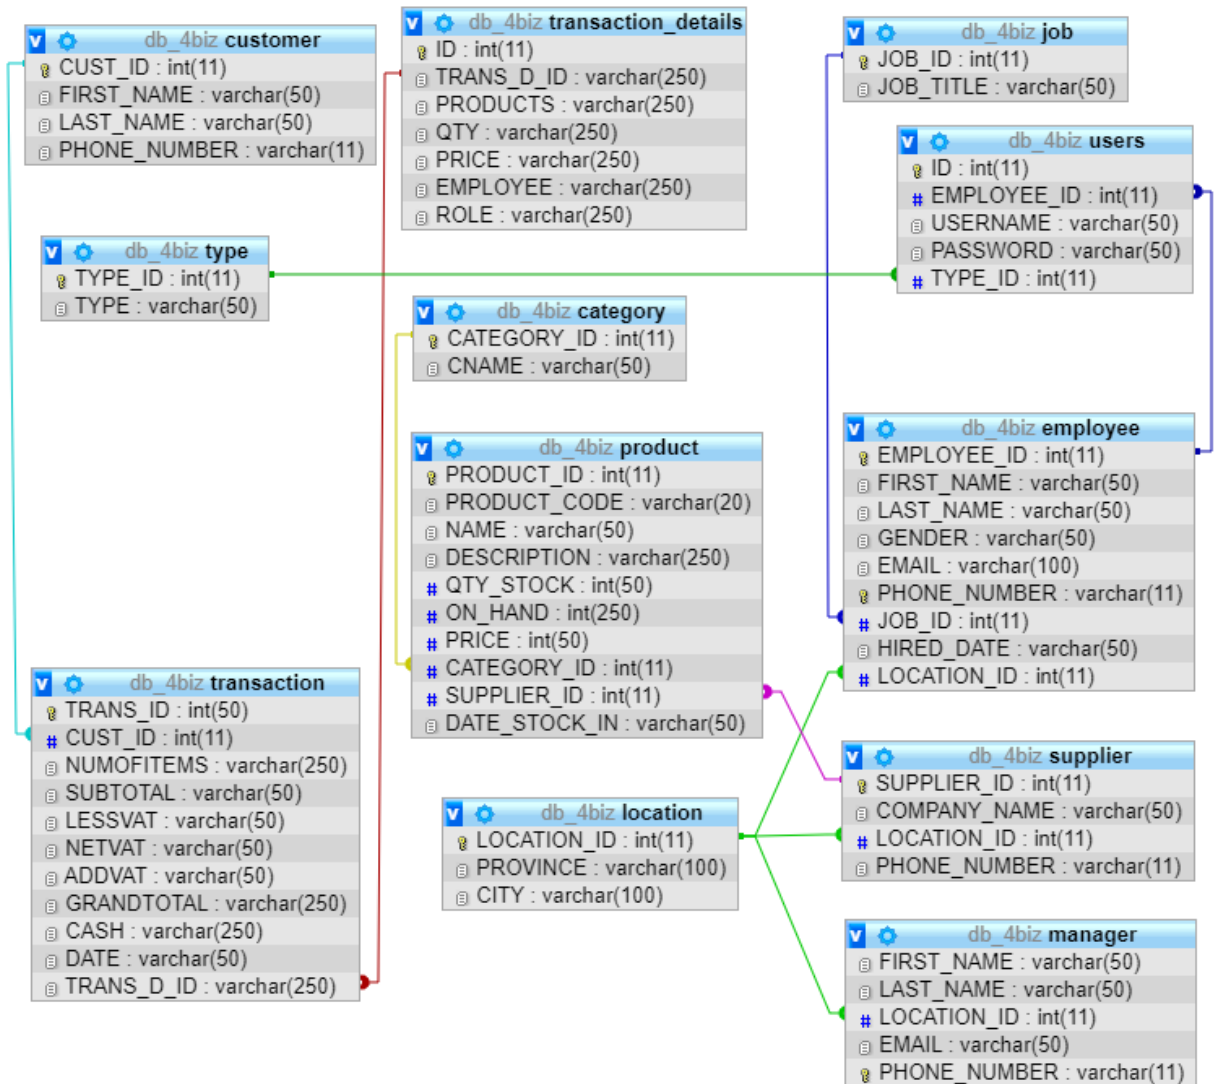 db_4biz customer
CUST_ID : int(11)
FIRST_NAME : varchar(50)
LAST_NAME : varchar(50)
PHONE_NUMBER : varchar(11)
db_4biz transaction_details
ID : int(11)
TRANS_D_ID : varchar(250)
PRODUCTS : varchar(250)
QTY : varchar(250)
PRICE : varchar(250)
EMPLOYEE : varchar(250)
ROLE : varchar(250)
db_4biz job
JOB_ID : int(11)
JOB_TITLE : varchar(50)
db_4biz users
ID : int(11)
# EMPLOYEE_ID : int(11)
USERNAME : varchar(50)
PASSWORD : varchar(50)
# TYPE_ID : int(11)
db_4biz type
TYPE_ID : int(11)
TYPE : varchar(50)
db_4biz category
CATEGORY_ID : int(11)
CNAME : varchar(50)
db_4biz product
PRODUCT_ID : int(11)
PRODUCT_CODE : varchar(20)
NAME : varchar(50)
DESCRIPTION : varchar(250)
# QTY_STOCK : int(50)
# ON_HAND : int(250)
# PRICE : int(50)
# CATEGORY_ID : int(11)
# SUPPLIER_ID : int(11)
DATE_STOCK_IN : varchar(50)
db_4biz employee
EMPLOYEE_ID : int(11)
FIRST_NAME : varchar(50)
LAST_NAME : varchar(50)
GENDER : varchar(50)
EMAIL : varchar(100)
PHONE_NUMBER : varchar(11)
# JOB_ID : int(11)
HIRED_DATE : varchar(50)
# LOCATION_ID : int(11)
db_4biz transaction
TRANS_ID : int(50)
# CUST_ID : int(11)
NUMOFITEMS : varchar(250)
SUBTOTAL : varchar(50)
LESSVAT : varchar(50)
NETVAT : varchar(50)
ADDVAT : varchar(50)
GRANDTOTAL : varchar(250)
CASH : varchar(250)
DATE : varchar(50)
TRANS_D_ID : varchar(250)
db_4biz location
LOCATION_ID : int(11)
PROVINCE : varchar(100)
CITY : varchar(100)
db_4biz supplier
SUPPLIER_ID : int(11)
COMPANY_NAME : varchar(50)
# LOCATION_ID : int(11)
PHONE_NUMBER : varchar(11)
db_4biz manager
FIRST_NAME : varchar(50)
LAST_NAME : varchar(50)
# LOCATION_ID : int(11)
EMAIL : varchar(50)
PHONE_NUMBER : varchar(11)